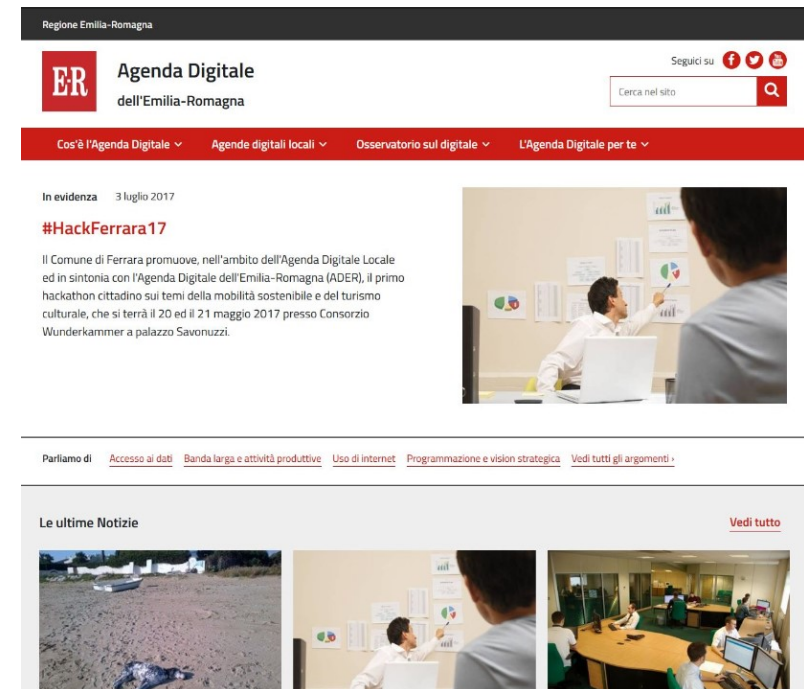 Regione Emilia-Romagna
Seguici su
E·R
Agenda Digitale
dell'Emilia-Romagna
Cerca nel sito
Cos'è l'Agenda Digitale
Agende digitali locali
Osservatorio sul digitale
L'Agenda Digitale per te
In evidenza 3 luglio 2017
#HackFerrara17
Il Comune di Ferrara promuove, nell'ambito dell'Agenda Digitale Locale
ed in sintonia con l'Agenda Digitale dell'Emilia-Romagna (ADER), il primo
hackathon cittadino sui temi della mobilità sostenibile e del turismo
culturale, che si terrà il 20 ed il 21 maggio 2017 presso Consorzio
Wunderkammer a palazzo Savonuzzi.
Parliamo di Accesso ai dati Banda larga e attività produttive Uso di internet Programmazione e vision strategica Vedi tutti gli argomenti ›
Le ultime Notizie
Vedi tutto